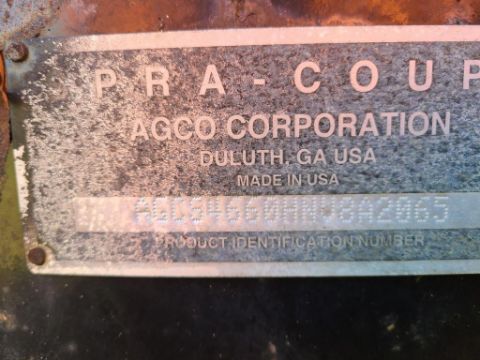 PRA-COUP
AGCO CORPORATION
DULUTH, GA USA
MADE IN USA
PRODUCT IDENTIFICATION NUMBER